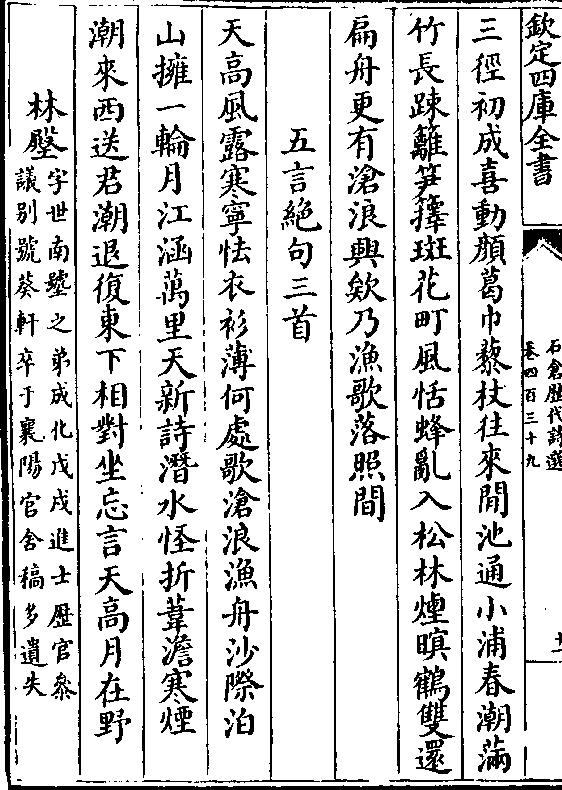 欽定四庫全書
石倉歷代詩選
卷四百三十九
三徑初成喜動顔葛巾藜杖往來閒池通小浦春潮滿
竹長疎籬笋籜斑花町風恬蜂亂入松林煙暝鶴雙還
扁舟更有滄浪興欸乃漁歌落照間
五言絶句三首
天高風露寒寧怯衣衫薄何處歌滄浪漁舟沙際泊
山擁一輪月江涵萬里天新詩潛水怪折葦澹寒煙
潮來西送君潮退復東下相對坐忘言天高月在野
林壂
字世南墪之弟成化戊戌進士歷官叅
議别號葵軒卒于襄陽官舍稿多遺失